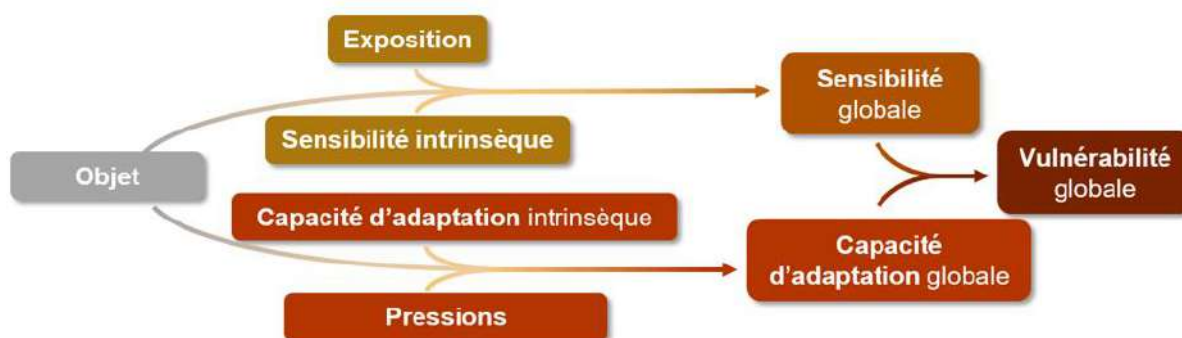 Exposition
Sensibilité intrinsèque
Sensibilité
globale
Objet
Vulnérabilité
globale
Capacité d'adaptation intrinsèque
Capacité
d'adaptation globale
Pressions